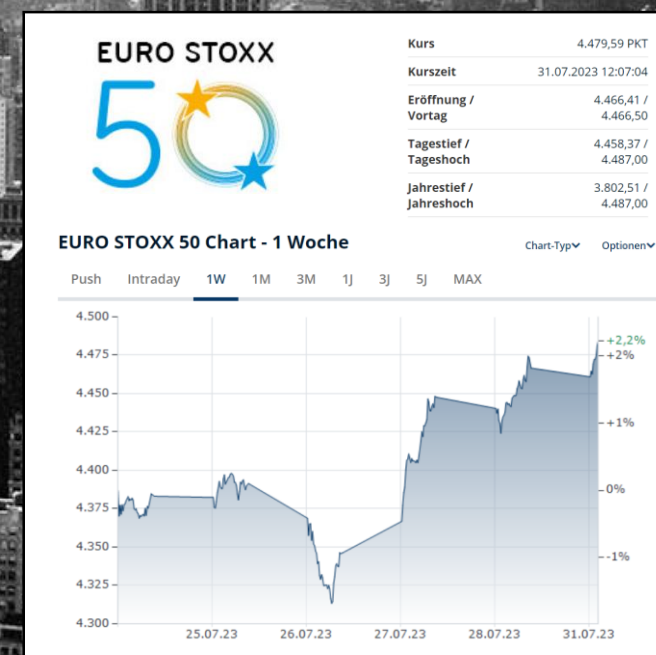 EURO STOXX
50
Kurs 4.479,59 PKT
Kurszeit 31.07.2023 12:07:04
Eröffnung / 4.466,41 /
Vortag 4.466,50
Tagestief / 4.458,37 /
Tageshoch 4.487,00
Jahrestief / 3.802,51 /
Jahreshoch 4.487,00
EURO STOXX 50 Chart - 1 Woche
Chart-Typ Optionen
Push Intraday 1W 1M 3M 1J 3J 5J MAX
4.500
4.475
4.450
4.425
4.400
4.375
4.350
4.325
4.300
+2,2%
+2%
+1%
0%
-1%
25.07.23 26.07.23 27.07.23 28.07.23 31.07.23